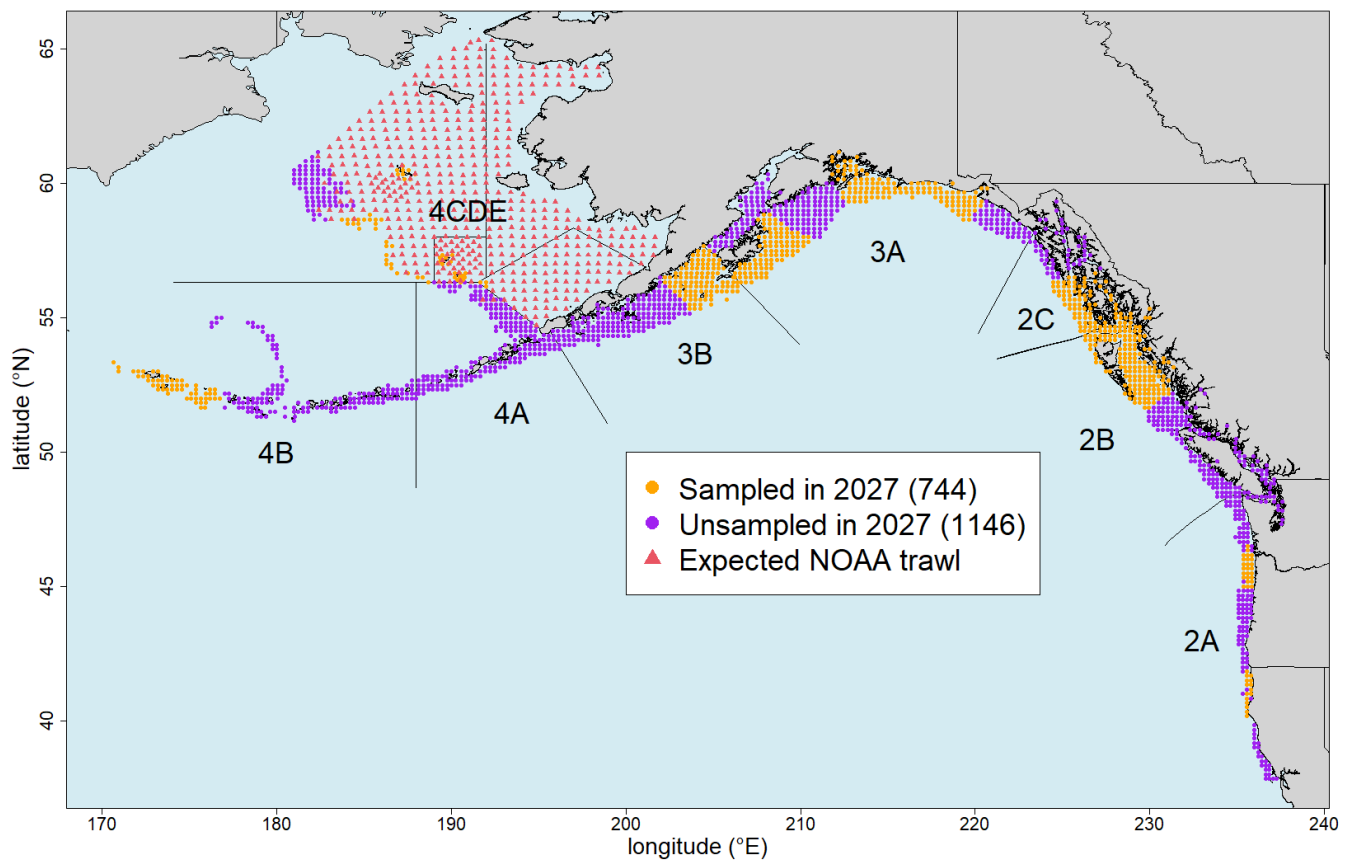 65
60
55
50
45
40
latitude (°N)
4CDE
3A
2C
3B
4A
2B
4B
Sampled in 2027 (744)
Unsampled in 2027 (1146)
Expected NOAA trawl
2A
170
180
190
200
210
220
230
240
longitude (°E)